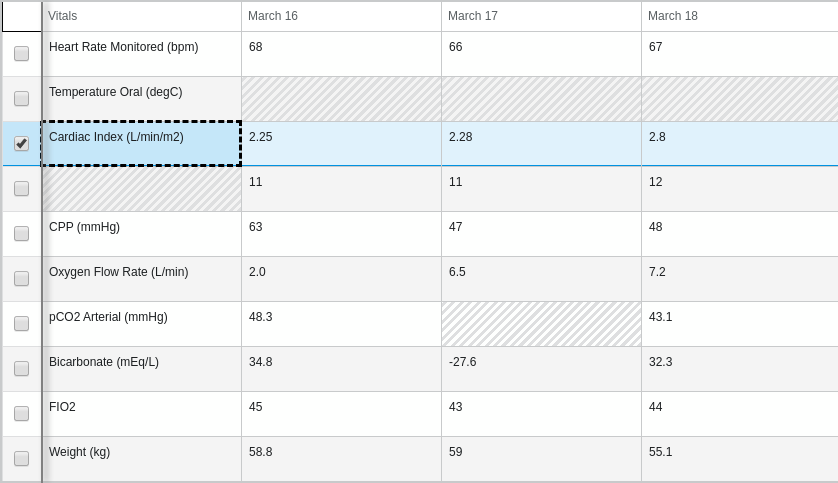 Vitals March 16 March 17 March 18
Heart Rate Monitored (bpm) 68 66 67
Temperature Oral (degC)
Cardiac Index (L/min/m2) 2.25 2.28 2.8
11 11 12
CPP (mmHg) 63 47 48
Oxygen Flow Rate (L/min) 2.0 6.5 7.2
pCO2 Arterial (mmHg) 48.3 43.1
Bicarbonate (mEq/L) 34.8 -27.6 32.3
FIO2 45 43 44
Weight (kg) 58.8 59 55.1